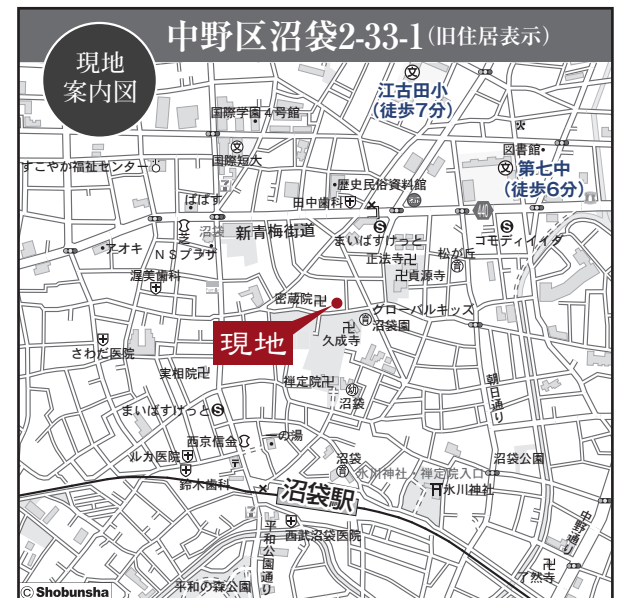 中野区沼袋2-33-1(旧住居表示)
現地
案内図
江古田小
(徒歩7分)
国際学園4号館
国際短大
図書館
第七中
(徒歩6分)
すこやか福祉センター
歴史民俗資料館
田中歯科
ぱぱす
440
沼袋
新青梅街道
まいばすけっと
コモディイイダ
アオキ
NSプラザ
正法寺
松が丘
貞源寺
渥美歯科
密蔵院
グローバルキッズ
沼袋園
久成寺
現地
さわだ医院
実相院
禅定院
沼袋
朝日通り
まいばすけっと
西京信金
一の湯
ルカ医院
沼袋
沼袋公園
氷川神社・禅定院入口
鈴木歯科
沼袋駅
氷川神社
平和公園通り
西武沼袋医院
中野通り
平和の森公園
了然寺
© Shobunsha